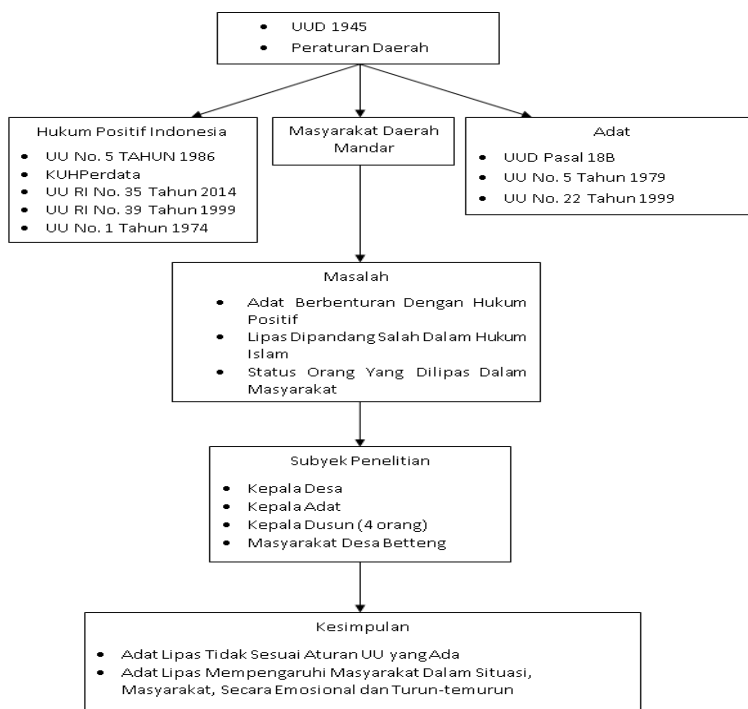 UUD 1945
Peraturan Daerah
Hukum Positif Indonesia
UU No. 5 TAHUN 1986
KUHPerdata
UU RI No. 35 Tahun 2014
UU RI No. 39 Tahun 1999
UU No. 1 Tahun 1974
Masyarakat Daerah
Mandar
Adat
UUD Pasal 18B
UU No. 5 Tahun 1979
UU No. 22 Tahun 1999
Masalah
Adat Berbenturan Dengan Hukum
Positif
Lipas Dipandang Salah Dalam Hukum
Islam
Status Orang Yang Dilipas Dalam
Masyarakat
Subyek Penelitian
Kepala Desa
Kepala Adat
Kepala Dusun (4 orang)
Masyarakat Desa Betteng
Kesimpulan
Adat Lipas Tidak Sesuai Aturan UU yang Ada
Adat Lipas Mempengaruhi Masyarakat Dalam Situasi,
Masyarakat, Secara Emosional dan Turun-temurun